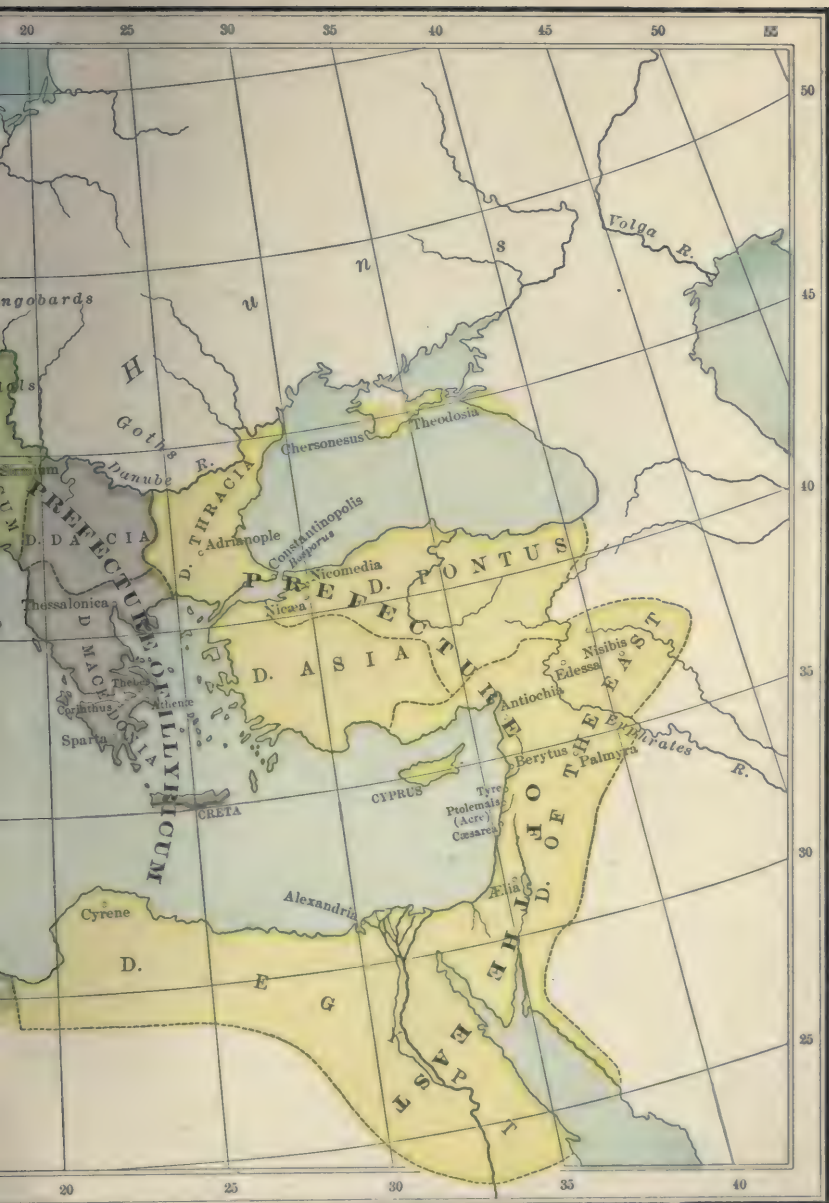 20 25 30 35 40 45 50 55
50
45
40
35
30
25
Volga R.
Huns
ngobards
Goths
Danube R.
Chersonesus
Theodosia
PREFECTURE OF ILLYRICUM
D. DACIA
D. THRACIA
Adrianople
Constantinopolis
Bosporus
Nicomedia
Nicæa
PREFECTURE OF THE EAST
D. PONTUS
Thessalonica
D MACEDONIA
Corinthus
Athenæ
Sparta
D. ASIA
Nisibis
Edessa
Antiochia
D. OF THE EAST
Euphrates R.
Berytus
Palmyra
CYPRUS
CRETA
Tyre
Ptolemais
(Acre)
Cæsarea
Ælia
Alexandria
Cyrene
D. EGYPT
20 25 30 35 40